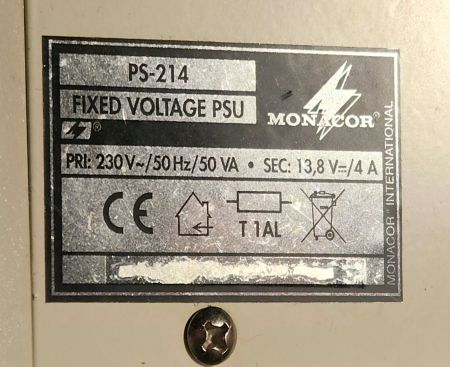 PS-214
FIXED VOLTAGE PSU
®
MONACOR®
PRI: 230 V~/50 Hz/50 VA • SEC: 13,8 V⎓/4 A
CE
T 1AL
MONACOR® INTERNATIONAL